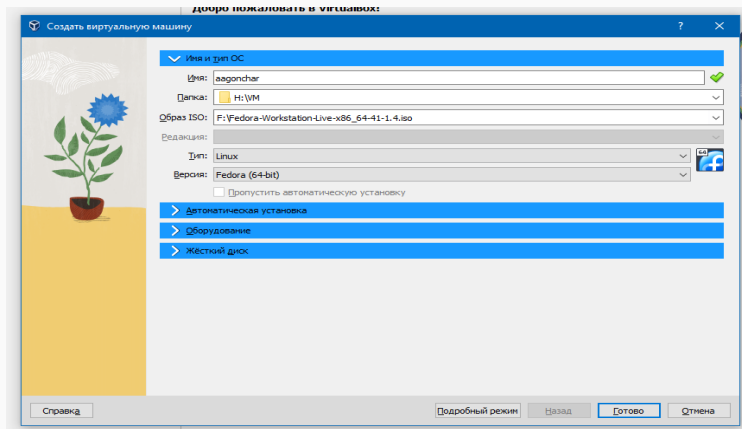 Добро пожаловать в VirtualBox!
Создать виртуальную машину ? ✕
Имя и тип ОС
Имя: aagonchar
Папка: H:\VM
Образ ISO: F:\Fedora-Workstation-Live-x86_64-41-1.4.iso
Редакция:
Тип: Linux
64
Версия: Fedora (64-bit)
Пропустить автоматическую установку
Автоматическая установка
Оборудование
Жёсткий диск
Справка Подробный режим Назад Готово Отмена